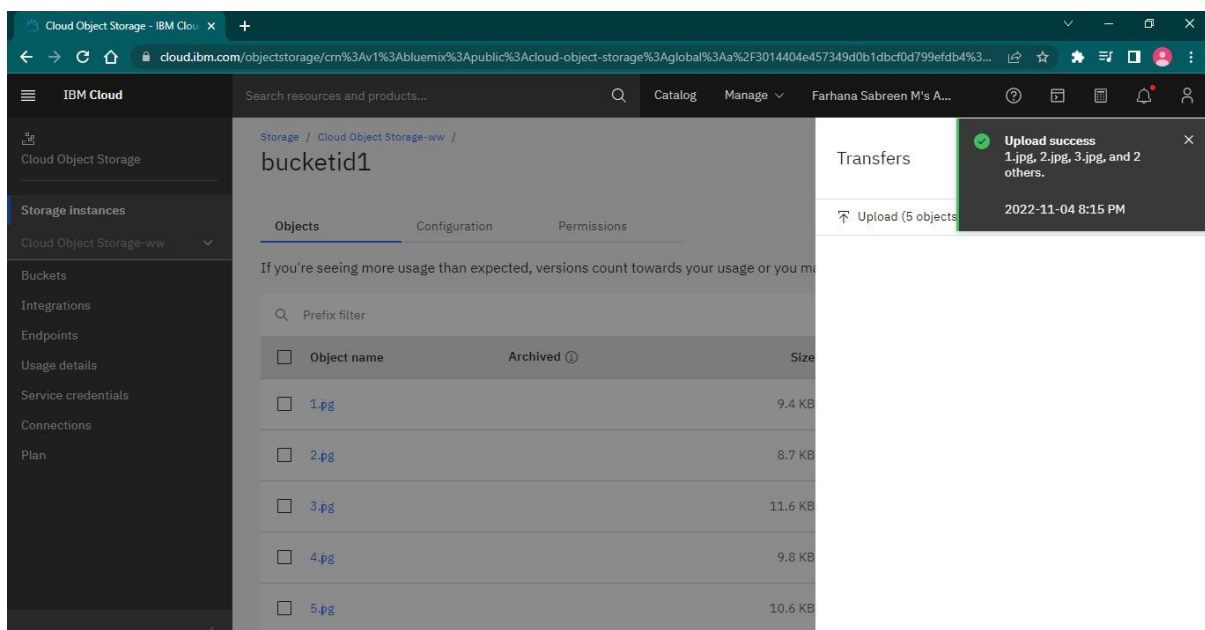 Cloud Object Storage - IBM Clou
cloud.ibm.com/objectstorage/crn%3Av1%3Abluemix%3Apublic%3Acloud-object-storage%3Aglobal%3Aa%2F3014404e457349d0b1dbcf0d799efdb4%3...
IBM Cloud
Search resources and products...
Catalog
Manage
Farhana Sabreen M's A...
Cloud Object Storage
Storage instances
Cloud Object Storage-ww
Buckets
Integrations
Endpoints
Usage details
Service credentials
Connections
Plan
Storage / Cloud Object Storage-ww /
bucketid1
Objects Configuration Permissions
If you're seeing more usage than expected, versions count towards your usage or you ma
Prefix filter
Object name Archived Size
1.jpg 9.4 KB
2.jpg 8.7 KB
3.jpg 11.6 KB
4.jpg 9.8 KB
5.jpg 10.6 KB
Transfers
Upload (5 objects
Upload success
1.jpg, 2.jpg, 3.jpg, and 2
others.
2022-11-04 8:15 PM